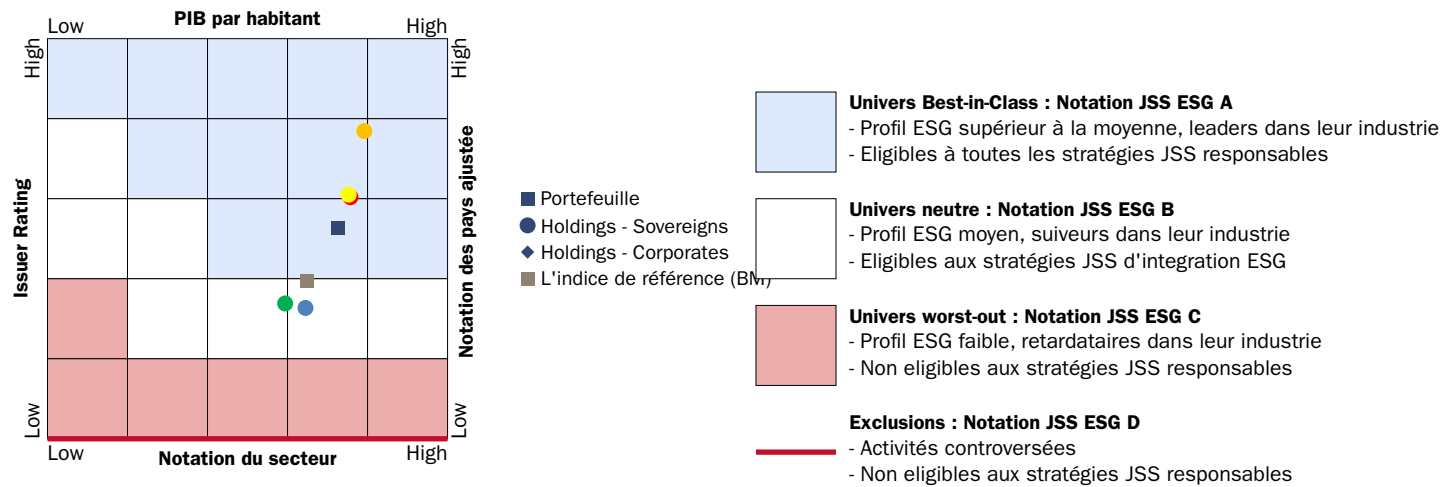 PIB par habitant
Low
High
High
High
Issuer Rating
Notation des pays ajustée
Low
Low
Low
High
Notation du secteur
Portefeuille
Holdings - Sovereigns
Holdings - Corporates
L'indice de référence (BM)
Univers Best-in-Class : Notation JSS ESG A
- Profil ESG supérieur à la moyenne, leaders dans leur industrie
- Eligibles à toutes les stratégies JSS responsables
Univers neutre : Notation JSS ESG B
- Profil ESG moyen, suiveurs dans leur industrie
- Eligibles aux stratégies JSS d'integration ESG
Univers worst-out : Notation JSS ESG C
- Profil ESG faible, retardataires dans leur industrie
- Non eligibles aux stratégies JSS responsables
Exclusions : Notation JSS ESG D
- Activités controversées
- Non eligibles aux stratégies JSS responsables